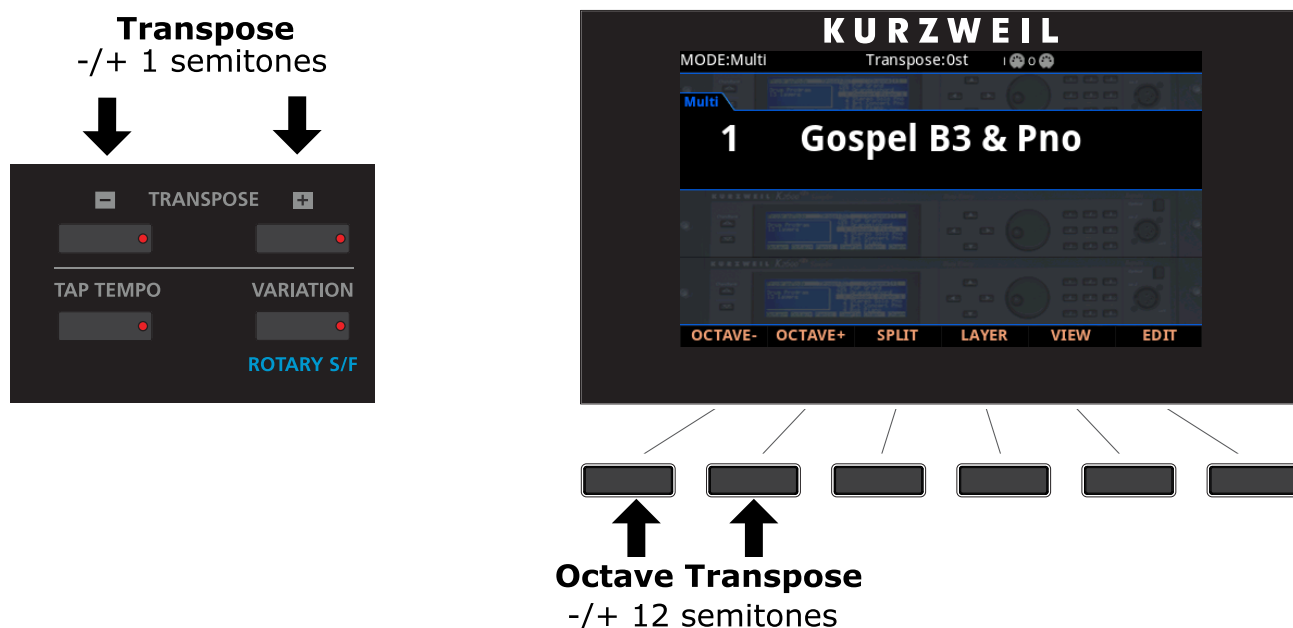 Transpose
-/+ 1 semitones
- TRANSPOSE +
TAP TEMPO VARIATION
ROTARY S/F
KURZWEIL
MODE:Multi Transpose:0st I O
Multi
1 Gospel B3 & Pno
OCTAVE- OCTAVE+ SPLIT LAYER VIEW EDIT
Octave Transpose
-/+ 12 semitones